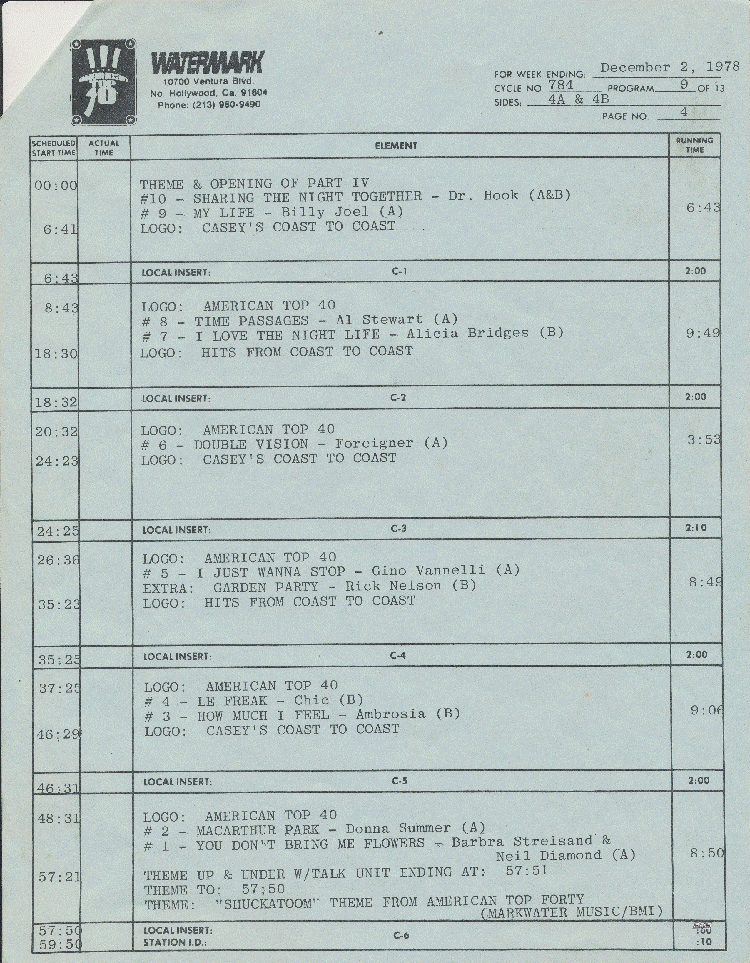 AMERICAN
TOP
WATERMARK
10700 Ventura Blvd.
No. Hollywood, Ca. 91604
Phone: (213) 980-9490
FOR WEEK ENDING: December 2, 1978
CYCLE NO 784 PROGRAM 9 OF 13
SIDES: 4A & 4B
PAGE NO 4
SCHEDULED START TIME ACTUAL TIME ELEMENT RUNNING TIME
00:00 THEME & OPENING OF PART IV
#10 - SHARING THE NIGHT TOGETHER - Dr. Hook (A&B)
# 9 - MY LIFE - Billy Joel (A) 6:43
6:41 LOGO: CASEY'S COAST TO COAST
6:43 LOCAL INSERT: C-1 2:00
8:43 LOGO: AMERICAN TOP 40
# 8 - TIME PASSAGES - Al Stewart (A)
# 7 - I LOVE THE NIGHT LIFE - Alicia Bridges (B) 9:49
18:30 LOGO: HITS FROM COAST TO COAST
18:32 LOCAL INSERT: C-2 2:00
20:32 LOGO: AMERICAN TOP 40
# 6 - DOUBLE VISION - Foreigner (A) 3:53
24:23 LOGO: CASEY'S COAST TO COAST
24:25 LOCAL INSERT: C-3 2:10
26:36 LOGO: AMERICAN TOP 40
# 5 - I JUST WANNA STOP - Gino Vannelli (A)
EXTRA: GARDEN PARTY - Rick Nelson (B) 8:49
35:23 LOGO: HITS FROM COAST TO COAST
35:25 LOCAL INSERT: C-4 2:00
37:25 LOGO: AMERICAN TOP 40
# 4 - LE FREAK - Chic (B)
# 3 - HOW MUCH I FEEL - Ambrosia (B) 9:06
46:29 LOGO: CASEY'S COAST TO COAST
46:31 LOCAL INSERT: C-5 2:00
48:31 LOGO: AMERICAN TOP 40
# 2 - MACARTHUR PARK - Donna Summer (A)
# 1 - YOU DON'T BRING ME FLOWERS - Barbra Streisand &
Neil Diamond (A) 8:50
57:21 THEME UP & UNDER W/TALK UNIT ENDING AT: 57:51
THEME TO: 57:50
THEME: "SHUCKATOOM" THEME FROM AMERICAN TOP FORTY
(MARKWATER MUSIC/BMI)
57:50 LOCAL INSERT: C-6
59:50 STATION I.D.: :10